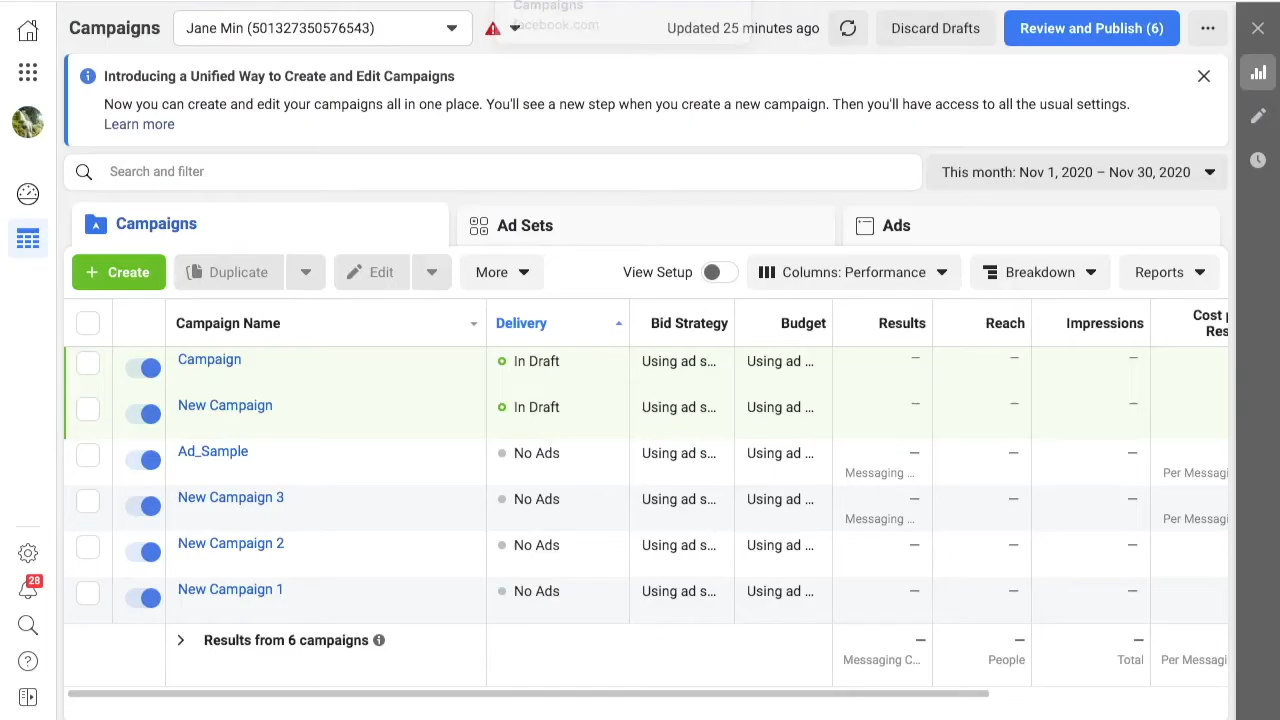 Campaigns
facebook.com
Campaigns
Jane Min (501327350576543)
Updated 25 minutes ago
Discard Drafts
Review and Publish (6)
Introducing a Unified Way to Create and Edit Campaigns
Now you can create and edit your campaigns all in one place. You'll see a new step when you create a new campaign. Then you'll have access to all the usual settings.
Learn more
Search and filter
This month: Nov 1, 2020 – Nov 30, 2020
Campaigns
Ad Sets
Ads
+ Create
Duplicate
Edit
More
View Setup
Columns: Performance
Breakdown
Reports
Campaign Name
Delivery
Bid Strategy
Budget
Results
Reach
Impressions
Cost
Campaign
In Draft
Using ad s...
Using ad ...
—
—
—
New Campaign
In Draft
Using ad s...
Using ad ...
—
—
—
Ad_Sample
No Ads
Using ad s...
Using ad ...
—
—
—
Messaging ...
Per Messagi
New Campaign 3
No Ads
Using ad s...
Using ad ...
—
—
—
Messaging ...
Per Messagi
New Campaign 2
No Ads
Using ad s...
Using ad ...
—
—
—
New Campaign 1
No Ads
Using ad s...
Using ad ...
—
—
—
28
Results from 6 campaigns
—
—
—
Messaging C...
People
Total
Per Messagi